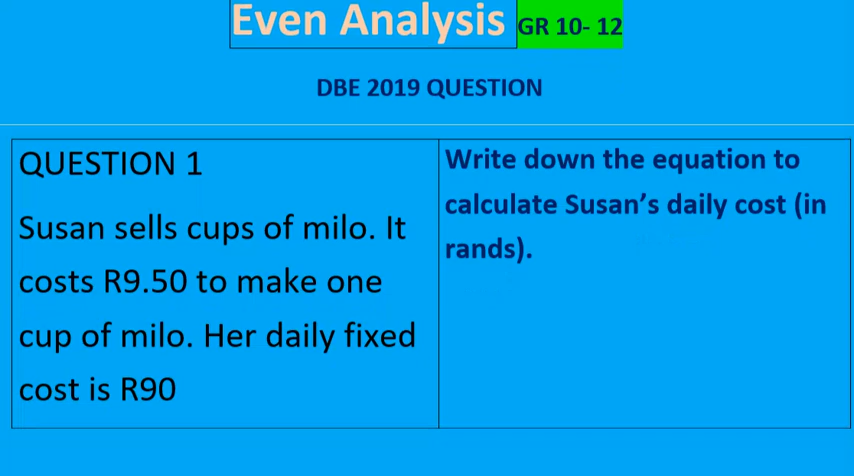 Even Analysis GR 10- 12
DBE 2019 QUESTION
QUESTION 1
Susan sells cups of milo. It
costs R9.50 to make one
cup of milo. Her daily fixed
cost is R90
Write down the equation to
calculate Susan’s daily cost (in
rands).